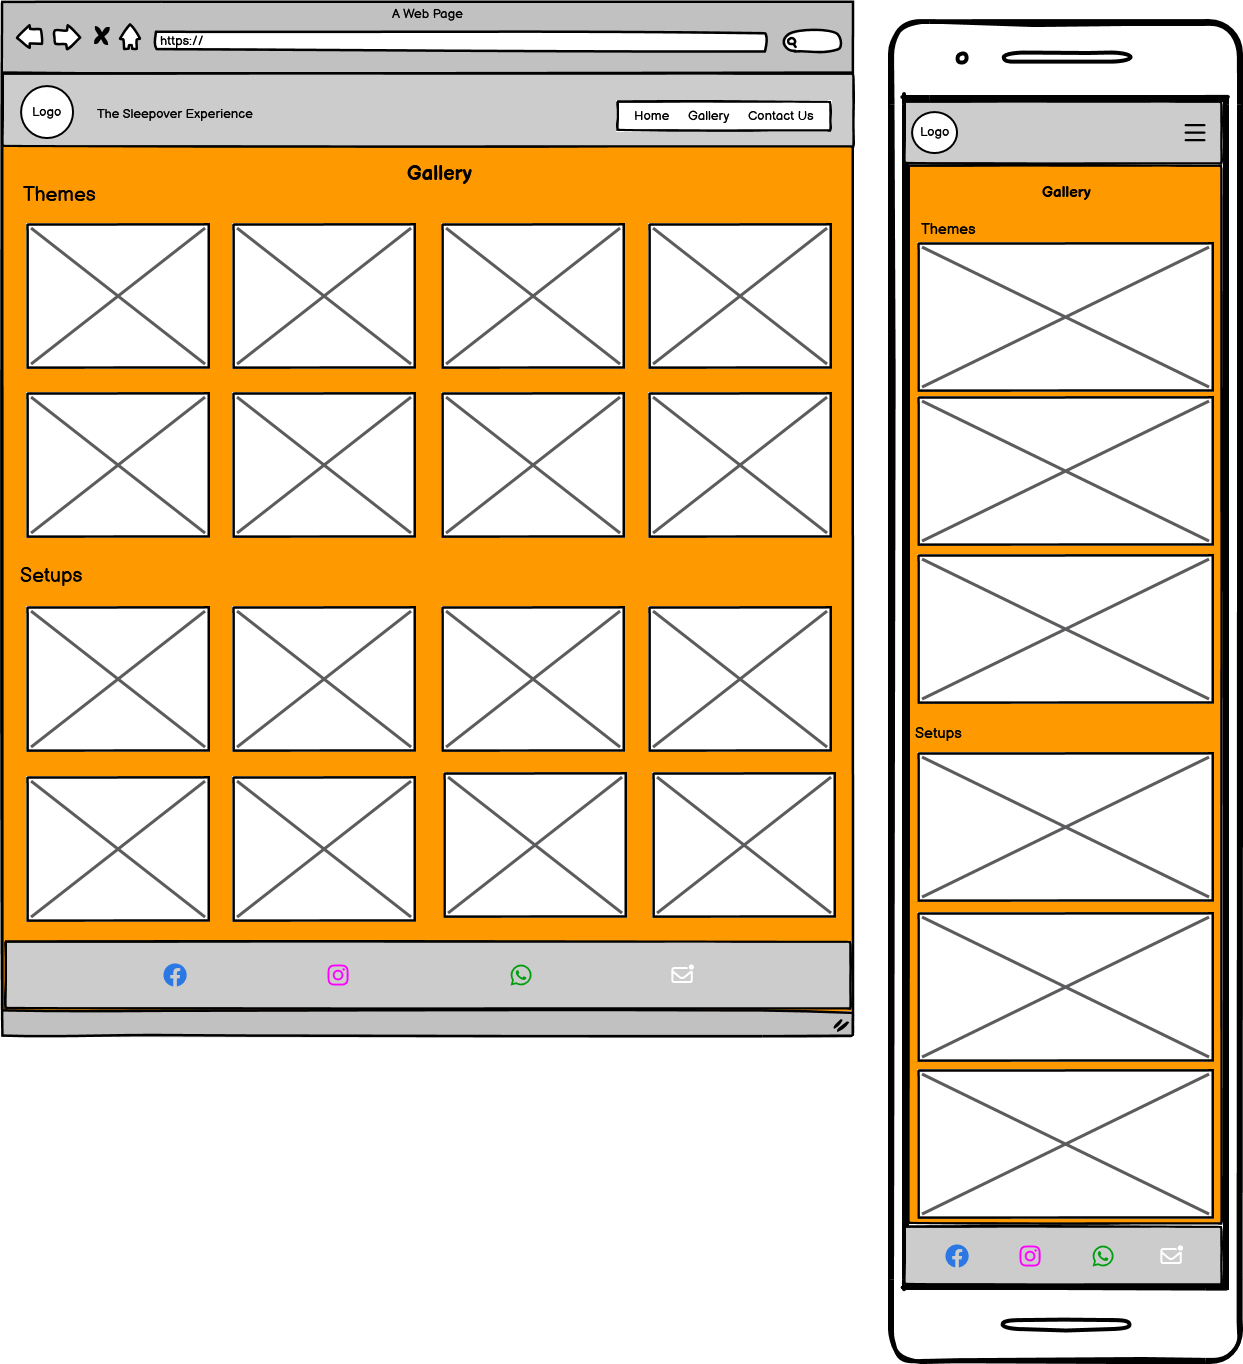 A Web Page
https://
Logo
The Sleepover Experience
Home Gallery Contact Us
Gallery
Themes
Setups
Logo
Gallery
Themes
Setups